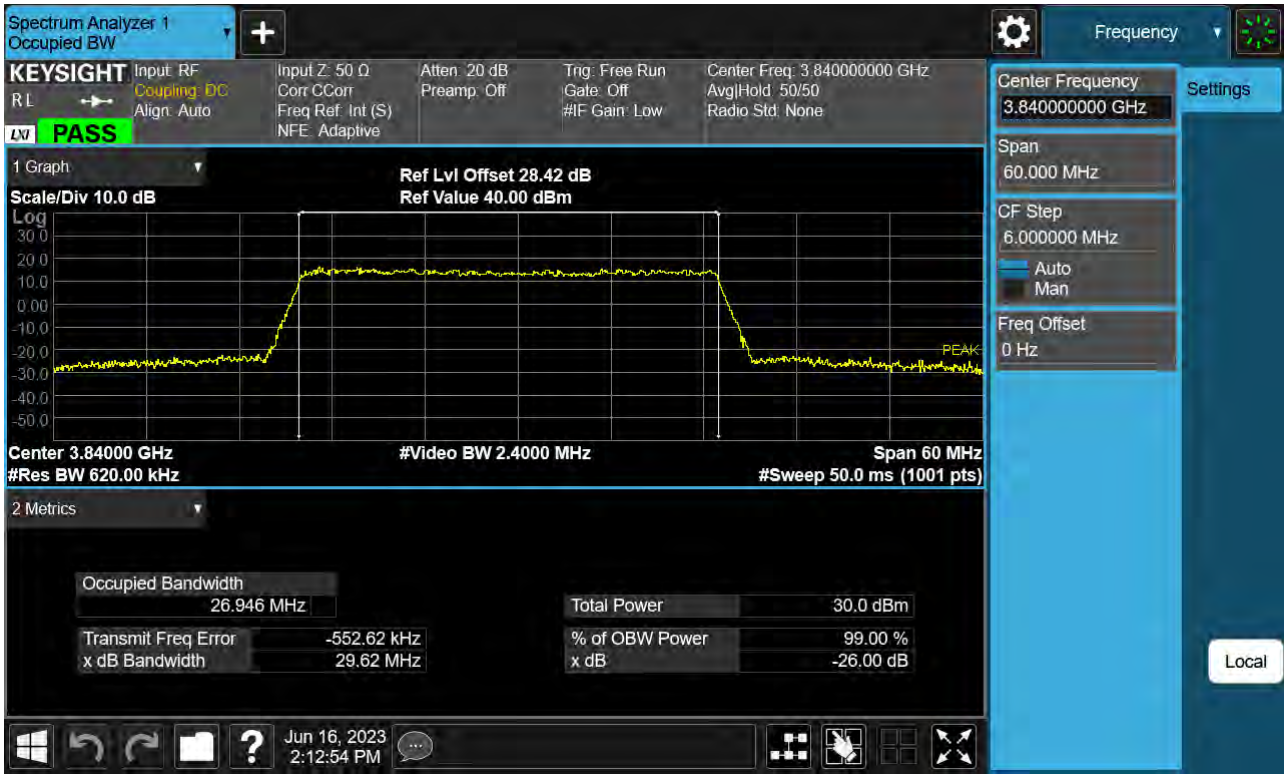 Spectrum Analyzer 1
Occupied BW
Frequency
KEYSIGHT
RL
LXI
PASS
Input: RF
Coupling: DC
Align: Auto
Input Z: 50 Ω
Corr CCorr
Freq Ref: Int (S)
NFE: Adaptive
Atten: 20 dB
Preamp: Off
Trig: Free Run
Gate: Off
#IF Gain: Low
Center Freq: 3.840000000 GHz
Avg|Hold: 50/50
Radio Std: None
Center Frequency
3.840000000 GHz
Settings
Span
60.000 MHz
CF Step
6.000000 MHz
Auto
Man
Freq Offset
0 Hz
1 Graph
Scale/Div 10.0 dB
Ref Lvl Offset 28.42 dB
Ref Value 40.00 dBm
Log
30.0
20.0
10.0
0.00
-10.0
-20.0
-30.0
-40.0
-50.0
PEAK
Center 3.84000 GHz
#Video BW 2.4000 MHz
Span 60 MHz
#Res BW 620.00 kHz
#Sweep 50.0 ms (1001 pts)
2 Metrics
Occupied Bandwidth
26.946 MHz
Total Power 30.0 dBm
Transmit Freq Error -552.62 kHz
% of OBW Power 99.00 %
x dB Bandwidth 29.62 MHz
x dB -26.00 dB
Local
?
Jun 16, 2023
2:12:54 PM